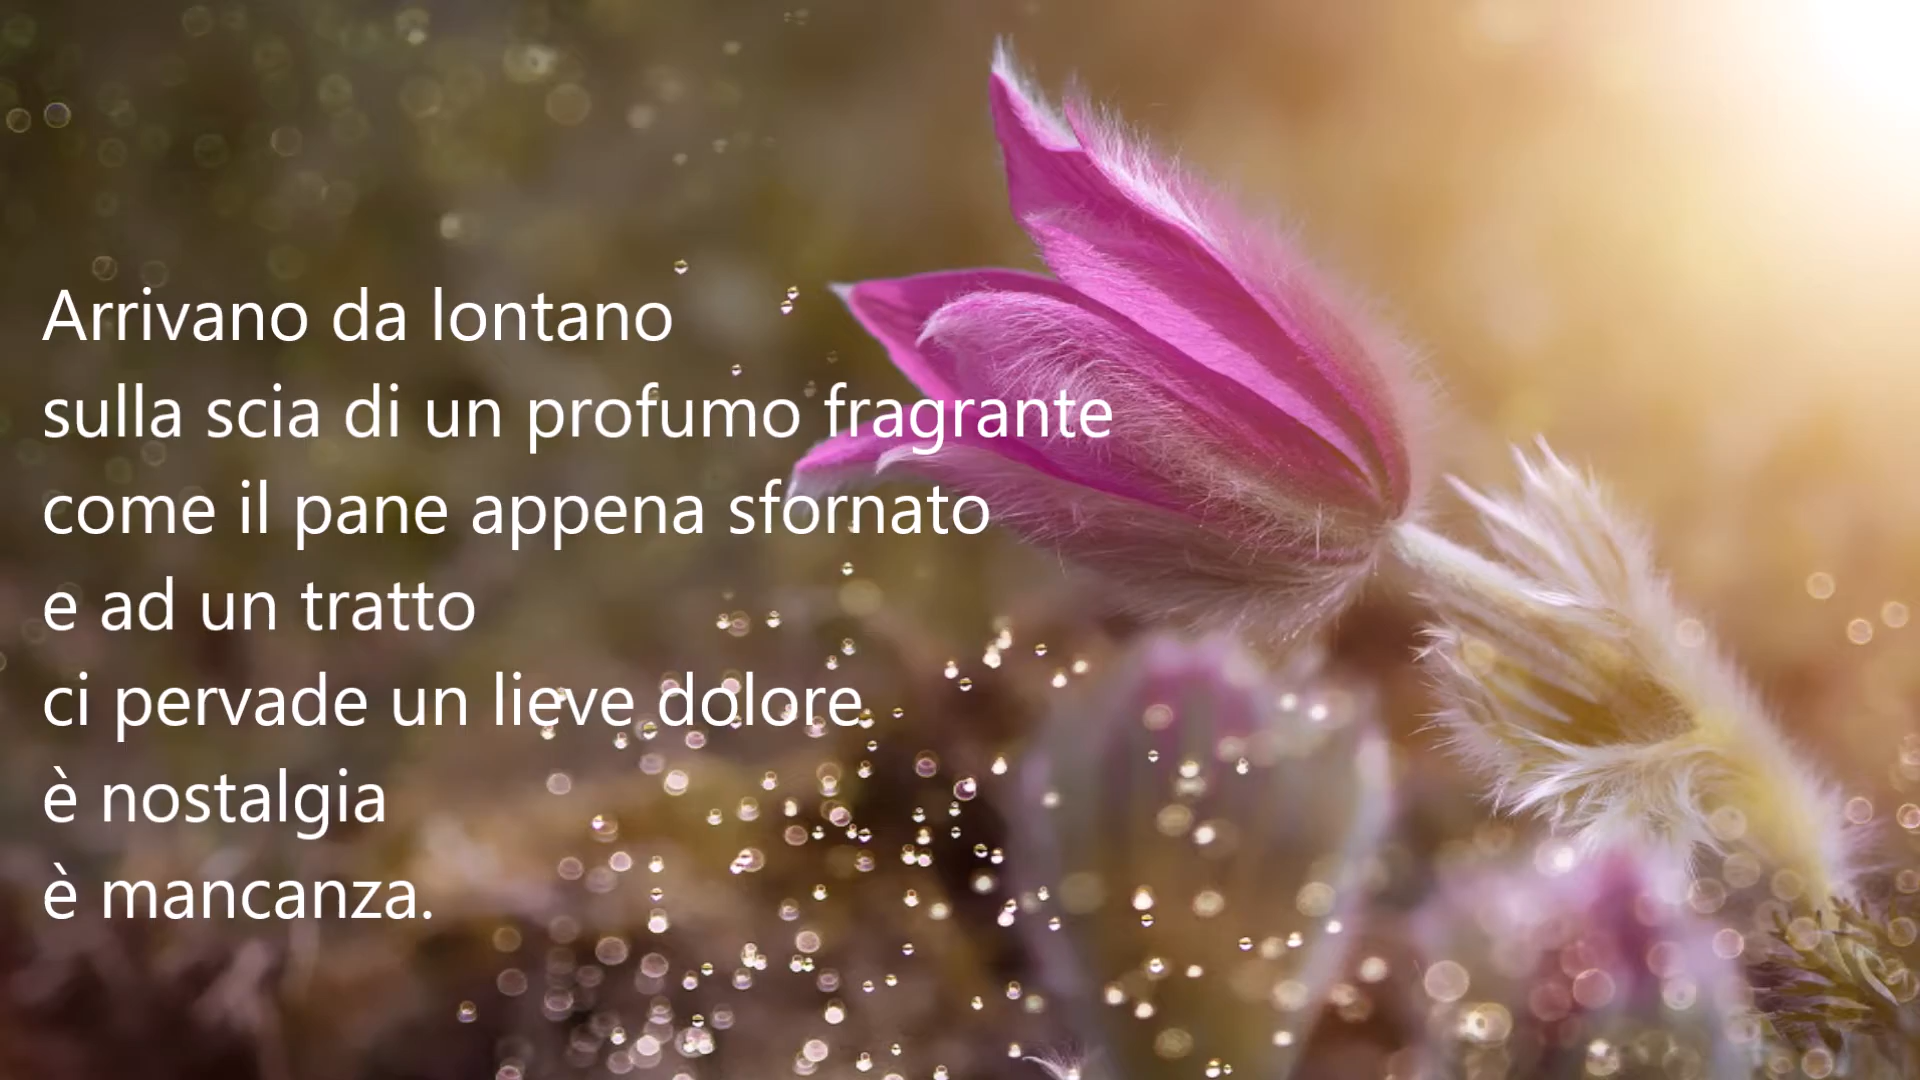 Arrivano da lontano
sulla scia di un profumo fragrante
come il pane appena sfornato
e ad un tratto
ci pervade un lieve dolore
è nostalgia
è mancanza.